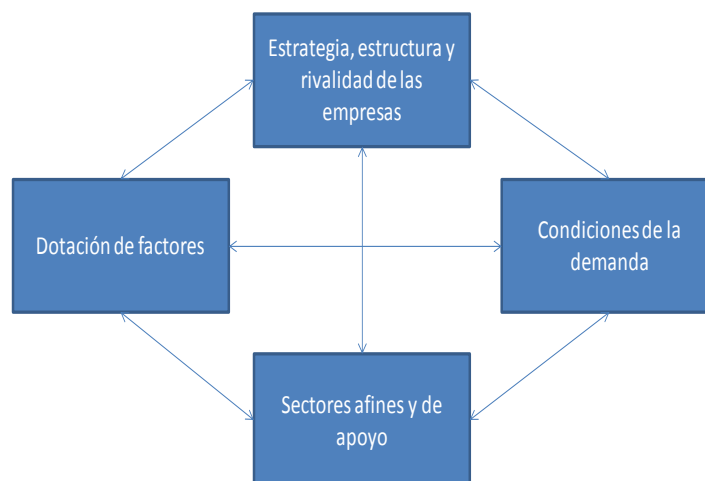 Estrategia, estructura y
rivalidad de las
empresas
Dotación de factores
Condiciones de la
demanda
Sectores afines y de
apoyo